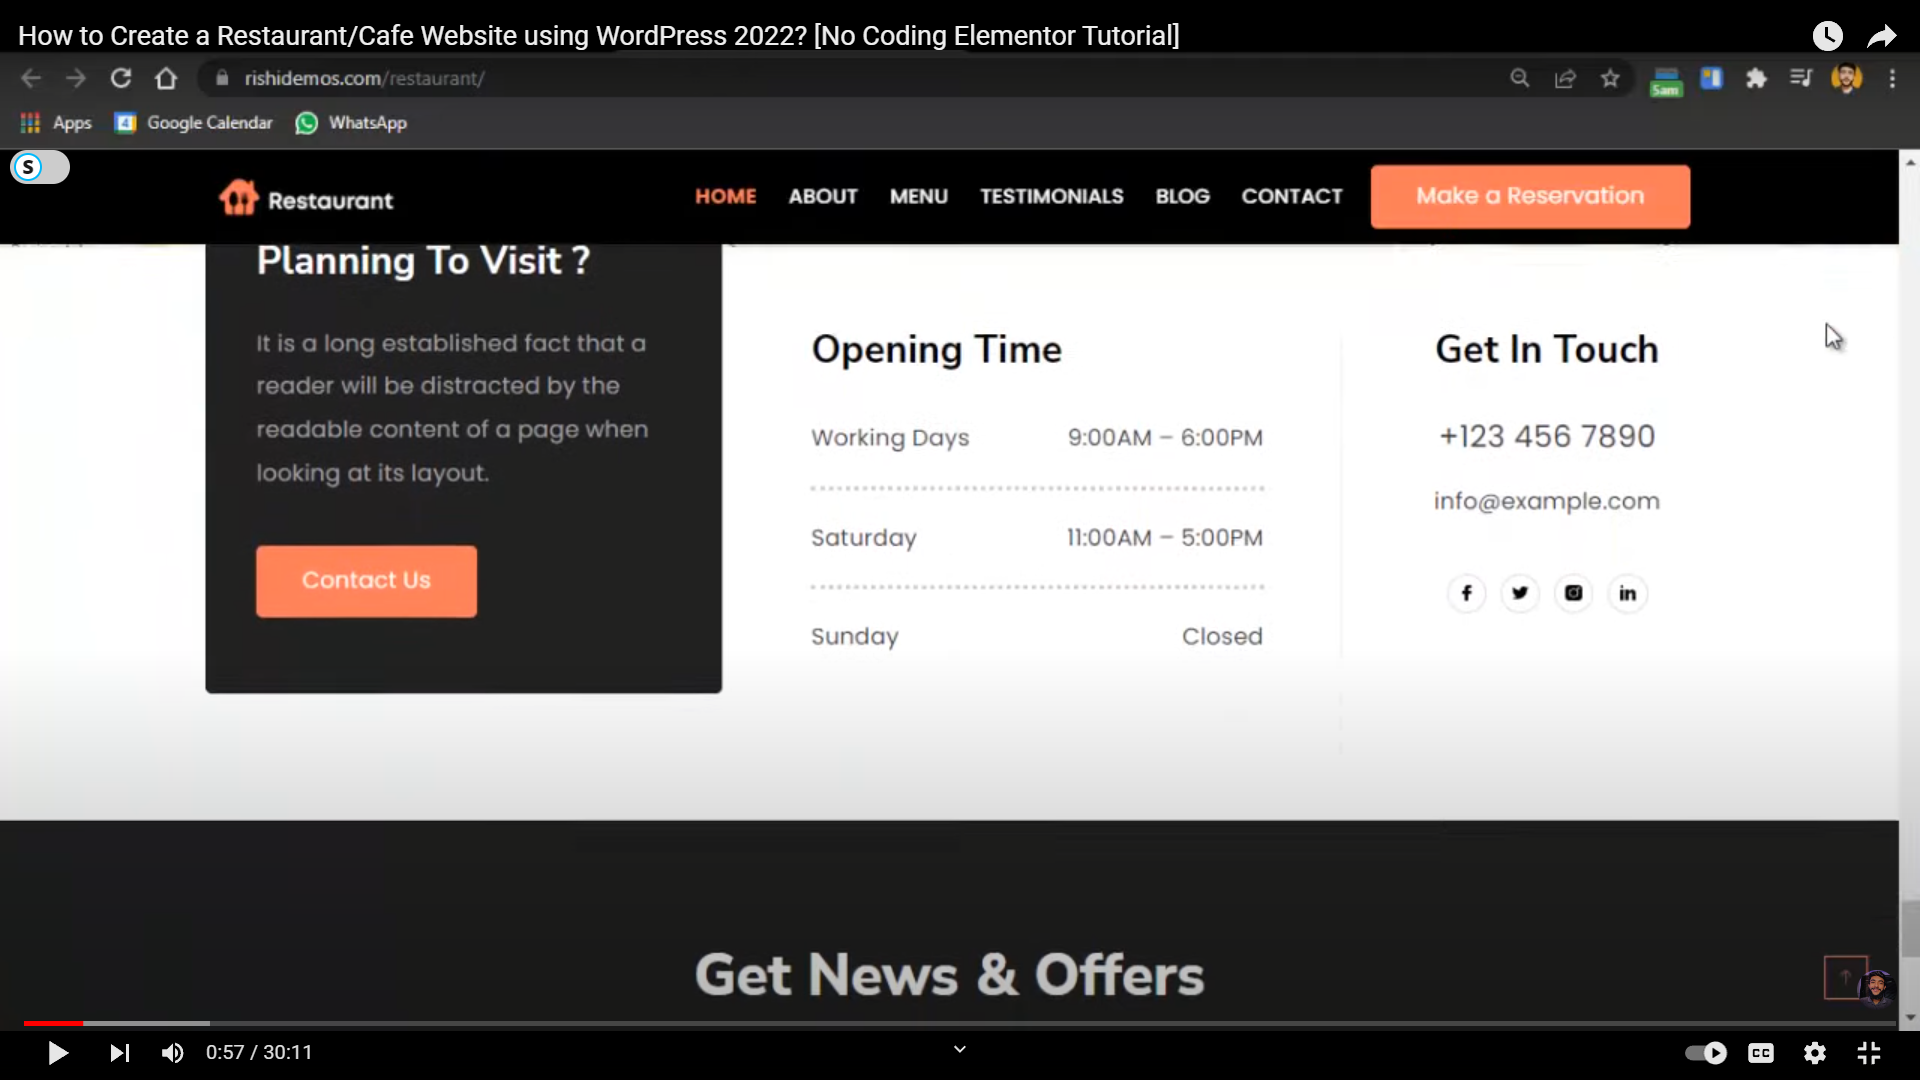 How to Create a Restaurant/Cafe Website using WordPress 2022? [No Coding Elementor Tutorial]
rishidemos.com/restaurant/
Sam
Apps
4
Google Calendar
WhatsApp
S
Restaurant
HOME
ABOUT
MENU
TESTIMONIALS
BLOG
CONTACT
Make a Reservation
Planning To Visit ?
It is a long established fact that a
reader will be distracted by the
readable content of a page when
looking at its layout.
Contact Us
Opening Time
Working Days 9:00AM – 6:00PM
Saturday 11:00AM – 5:00PM
Sunday Closed
Get In Touch
+123 456 7890
info@example.com
Get News & Offers
0:57 / 30:11
CC